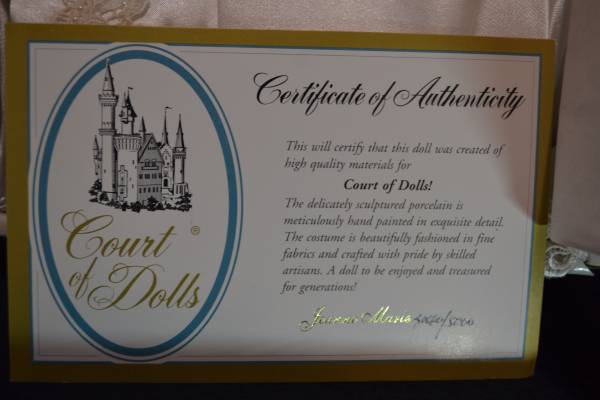 Court ®
of
Dolls
Certificate of Authenticity
This will certify that this doll was created of
high quality materials for
Court of Dolls!
The delicately sculptured porcelain is
meticulously hand painted in exquisite detail.
The costume is beautifully fashioned in fine
fabrics and crafted with pride by skilled
artisans. A doll to be enjoyed and treasured
for generations!
Marie